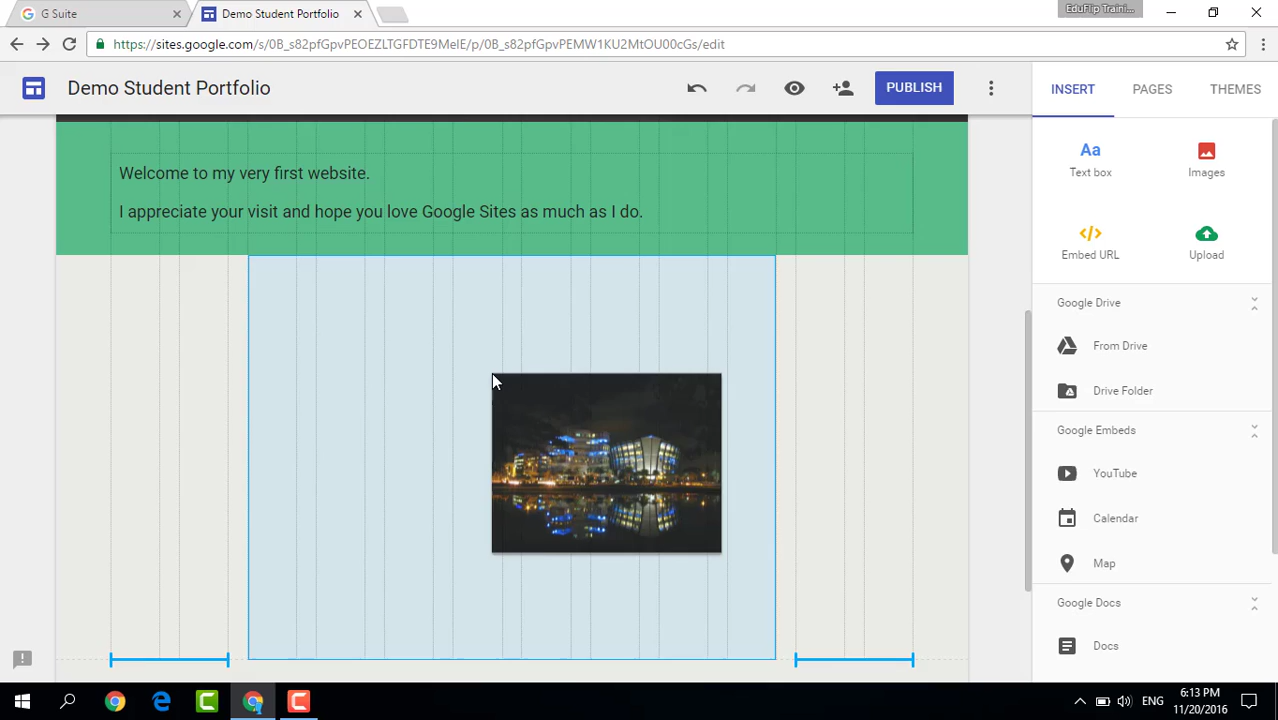 G Suite
Demo Student Portfolio
EduFlip Traini...
https://sites.google.com/s/0B_s82pfGpvPEOEZLTGFDTE9MelE/p/0B_s82pfGpvPEMW1KU2MtOU00cGs/edit
Demo Student Portfolio
PUBLISH
INSERT
PAGES
THEMES
Welcome to my very first website.
I appreciate your visit and hope you love Google Sites as much as I do.
Aa
Text box
Images
Embed URL
Upload
Google Drive
From Drive
Drive Folder
Google Embeds
YouTube
Calendar
Map
Google Docs
Docs
ENG
6:13 PM
11/20/2016